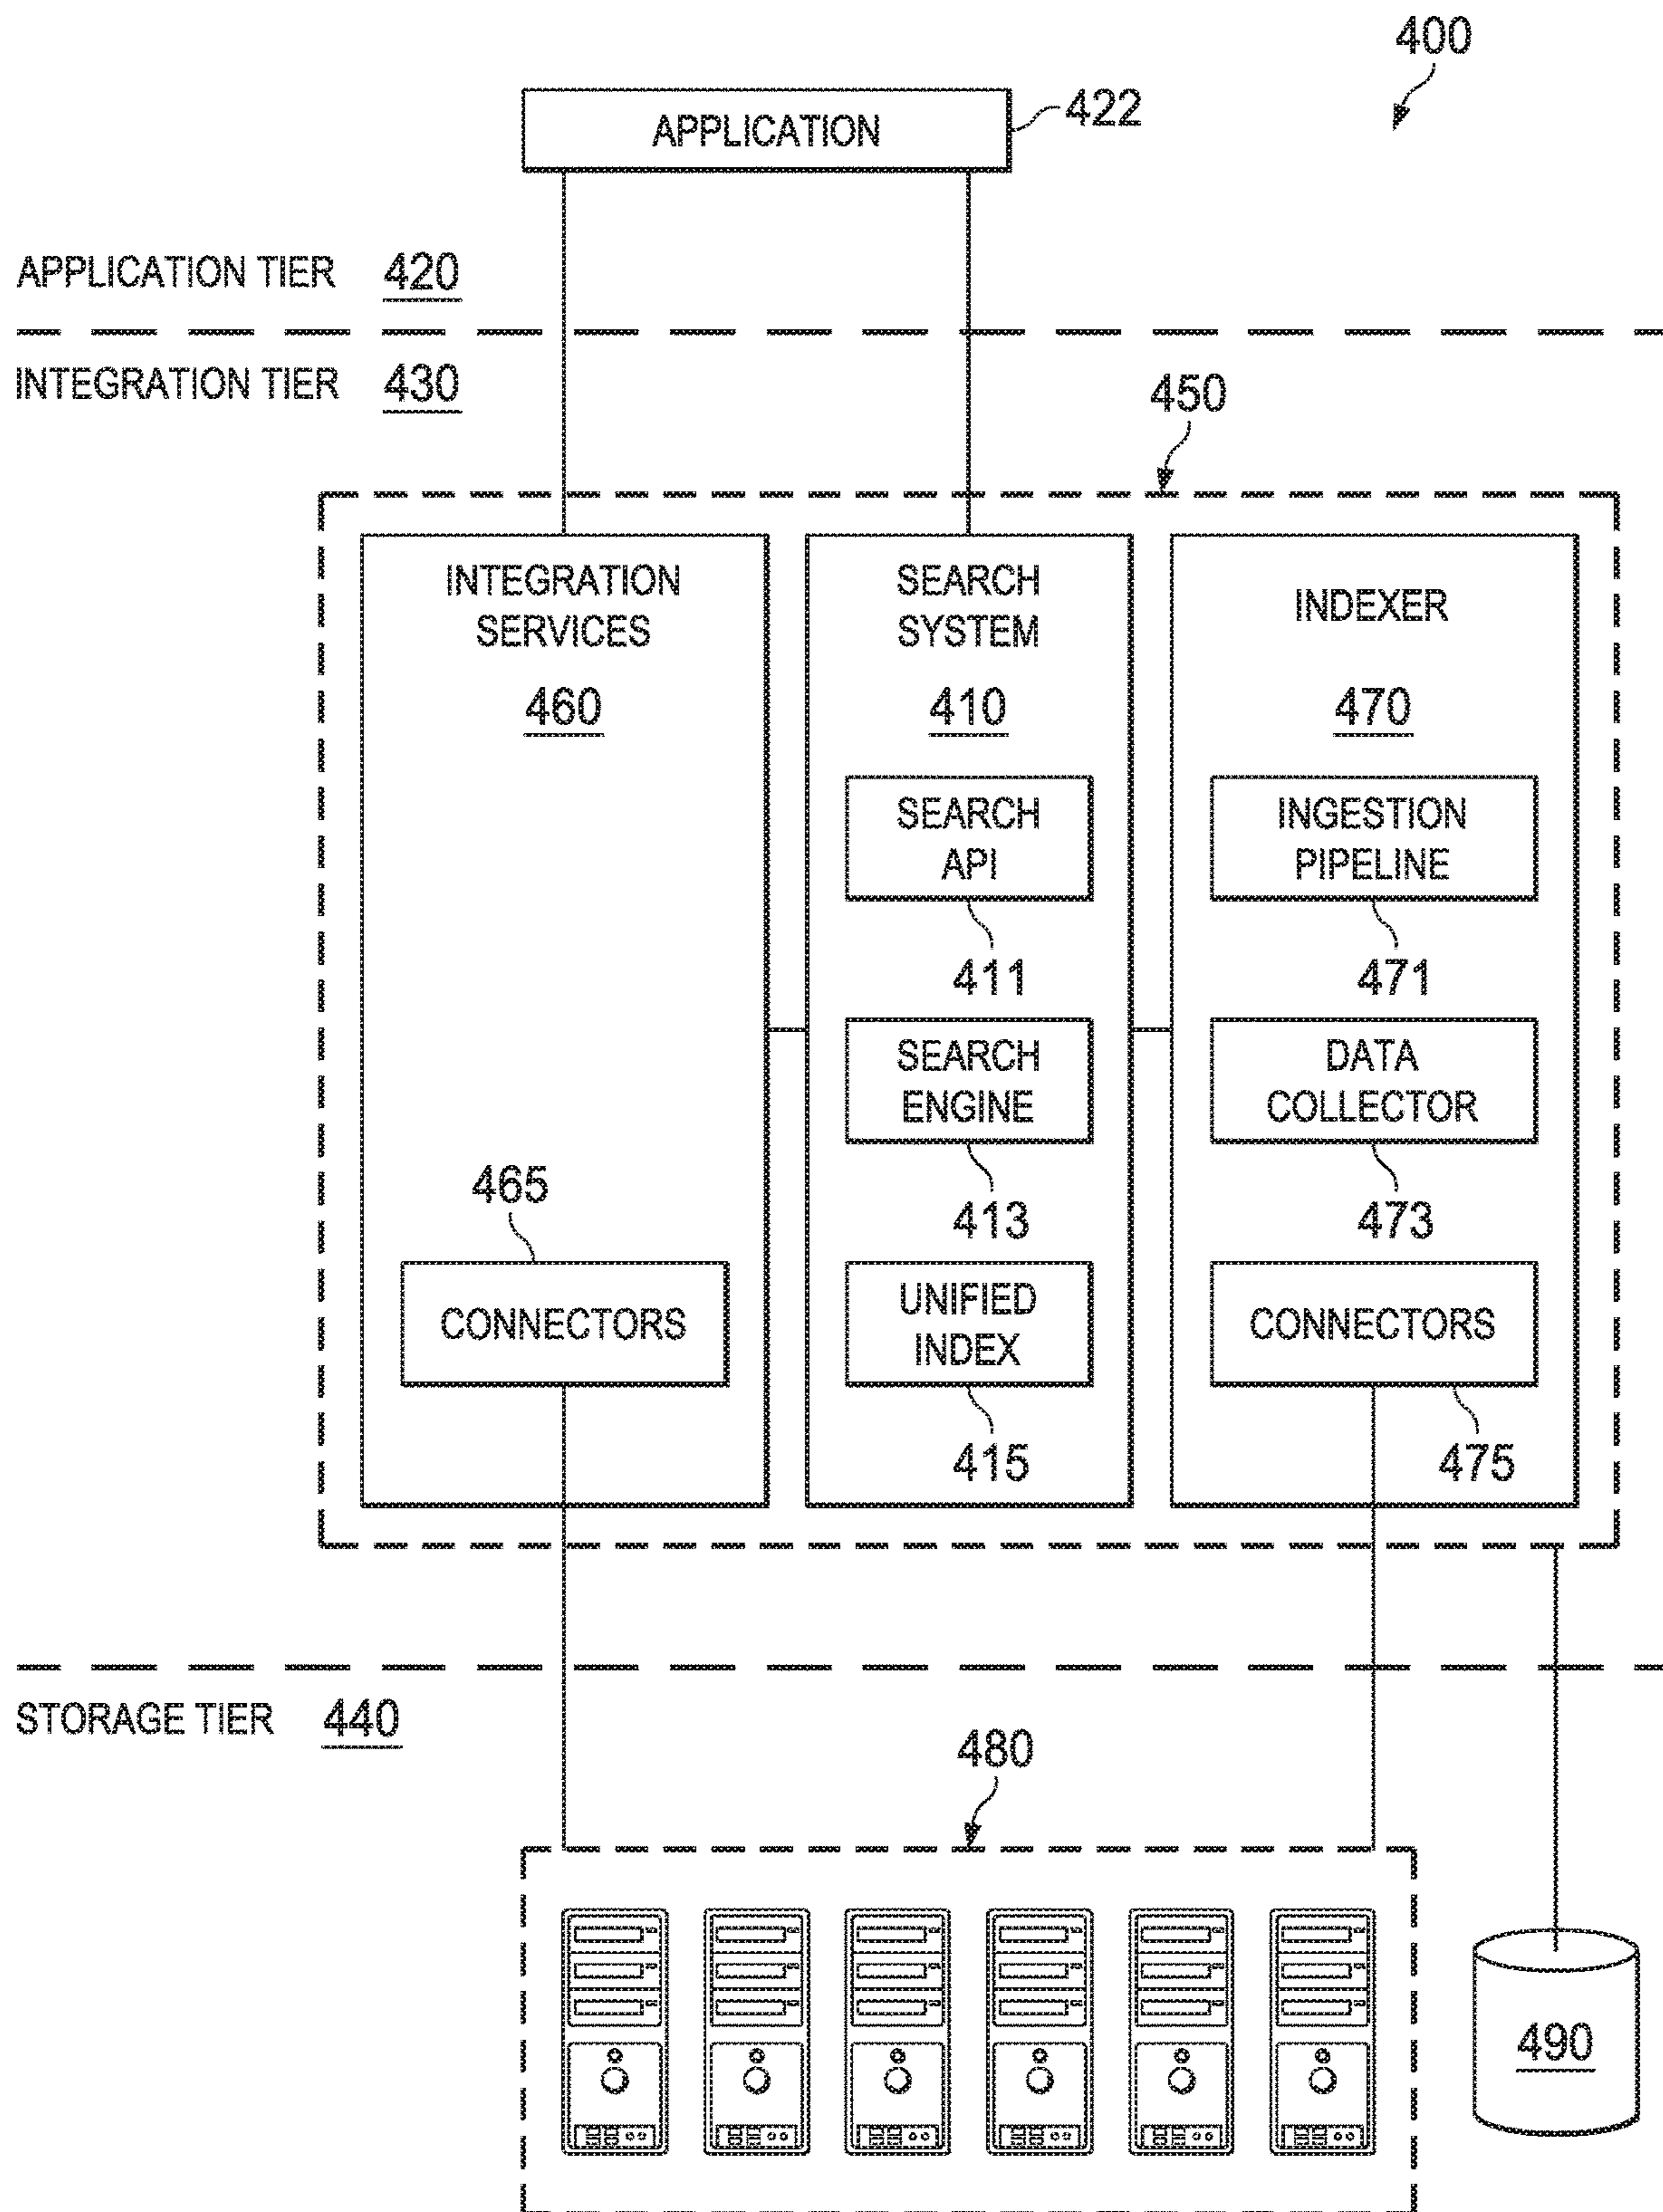 400
APPLICATION
422
APPLICATION TIER 420
INTEGRATION TIER 430
450
INTEGRATION
SERVICES
460
465
CONNECTORS
SEARCH
SYSTEM
410
SEARCH
API
411
SEARCH
ENGINE
413
UNIFIED
INDEX
415
INDEXER
470
INGESTION
PIPELINE
471
DATA
COLLECTOR
473
CONNECTORS
475
STORAGE TIER 440
480
490